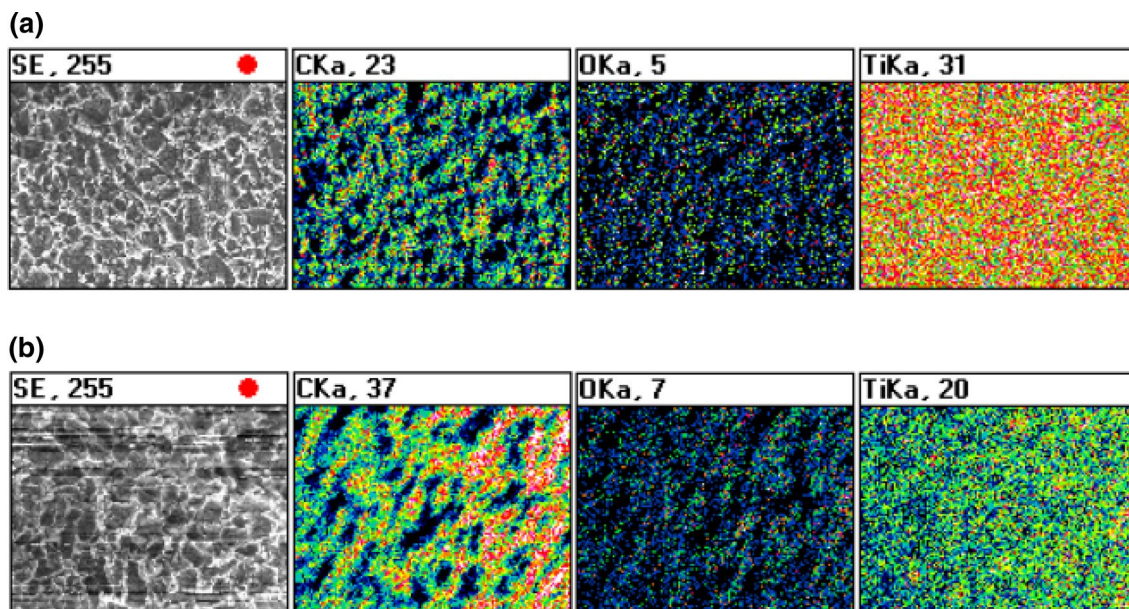 (a)
SE, 255
CKa, 23
OKa, 5
TiKa, 31
(b)
SE, 255
CKa, 37
OKa, 7
TiKa, 20